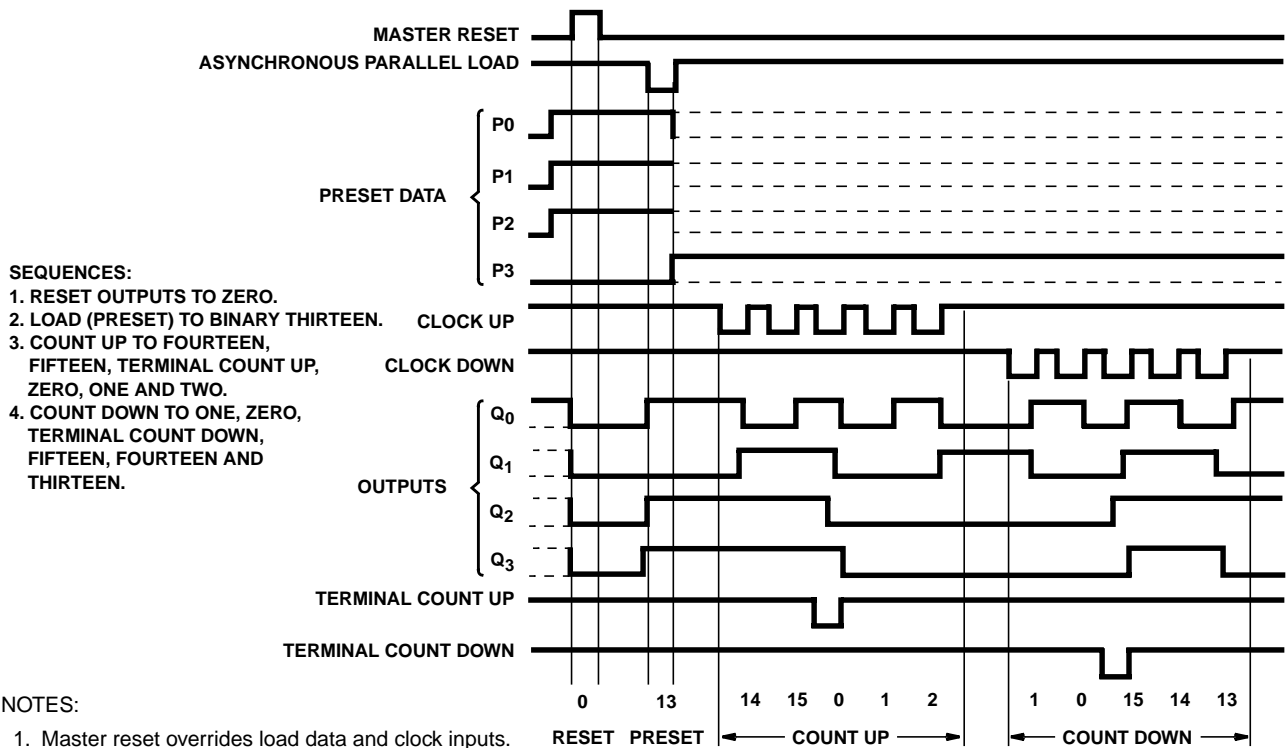 MASTER RESET
ASYNCHRONOUS PARALLEL LOAD
P0
P1
PRESET DATA
P2
P3
SEQUENCES:
1. RESET OUTPUTS TO ZERO.
2. LOAD (PRESET) TO BINARY THIRTEEN.
3. COUNT UP TO FOURTEEN,
FIFTEEN, TERMINAL COUNT UP,
ZERO, ONE AND TWO.
4. COUNT DOWN TO ONE, ZERO,
TERMINAL COUNT DOWN,
FIFTEEN, FOURTEEN AND
THIRTEEN.
CLOCK UP
CLOCK DOWN
Q0
Q1
OUTPUTS
Q2
Q3
TERMINAL COUNT UP
TERMINAL COUNT DOWN
0 13 14 15 0 1 2 1 0 15 14 13
RESET PRESET COUNT UP COUNT DOWN
NOTES:
1. Master reset overrides load data and clock inputs.